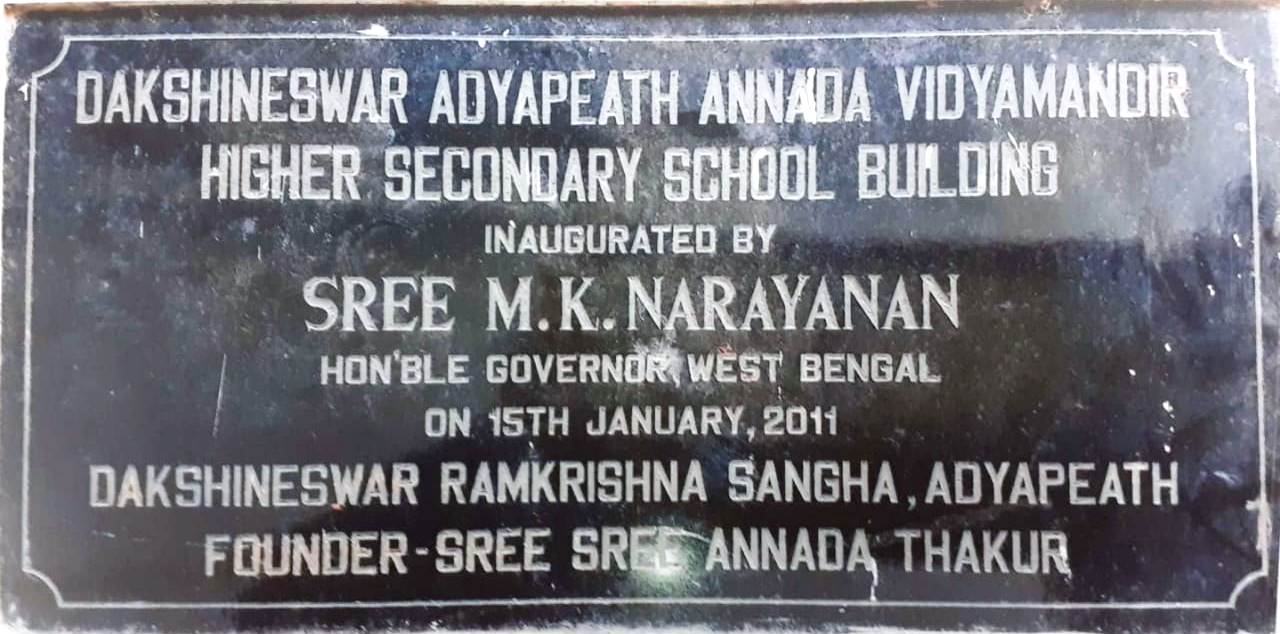 DAKSHINESWAR ADYAPEATH ANNADA VIDYAMANDIR
HIGHER SECONDARY SCHOOL BUILDING
INAUGURATED BY
SREE M.K. NARAYANAN
HON'BLE GOVERNOR, WEST BENGAL
ON 15TH JANUARY, 2011
DAKSHINESWAR RAMKRISHNA SANGHA, ADYAPEATH
FOUNDER-SREE SREE ANNADA THAKUR